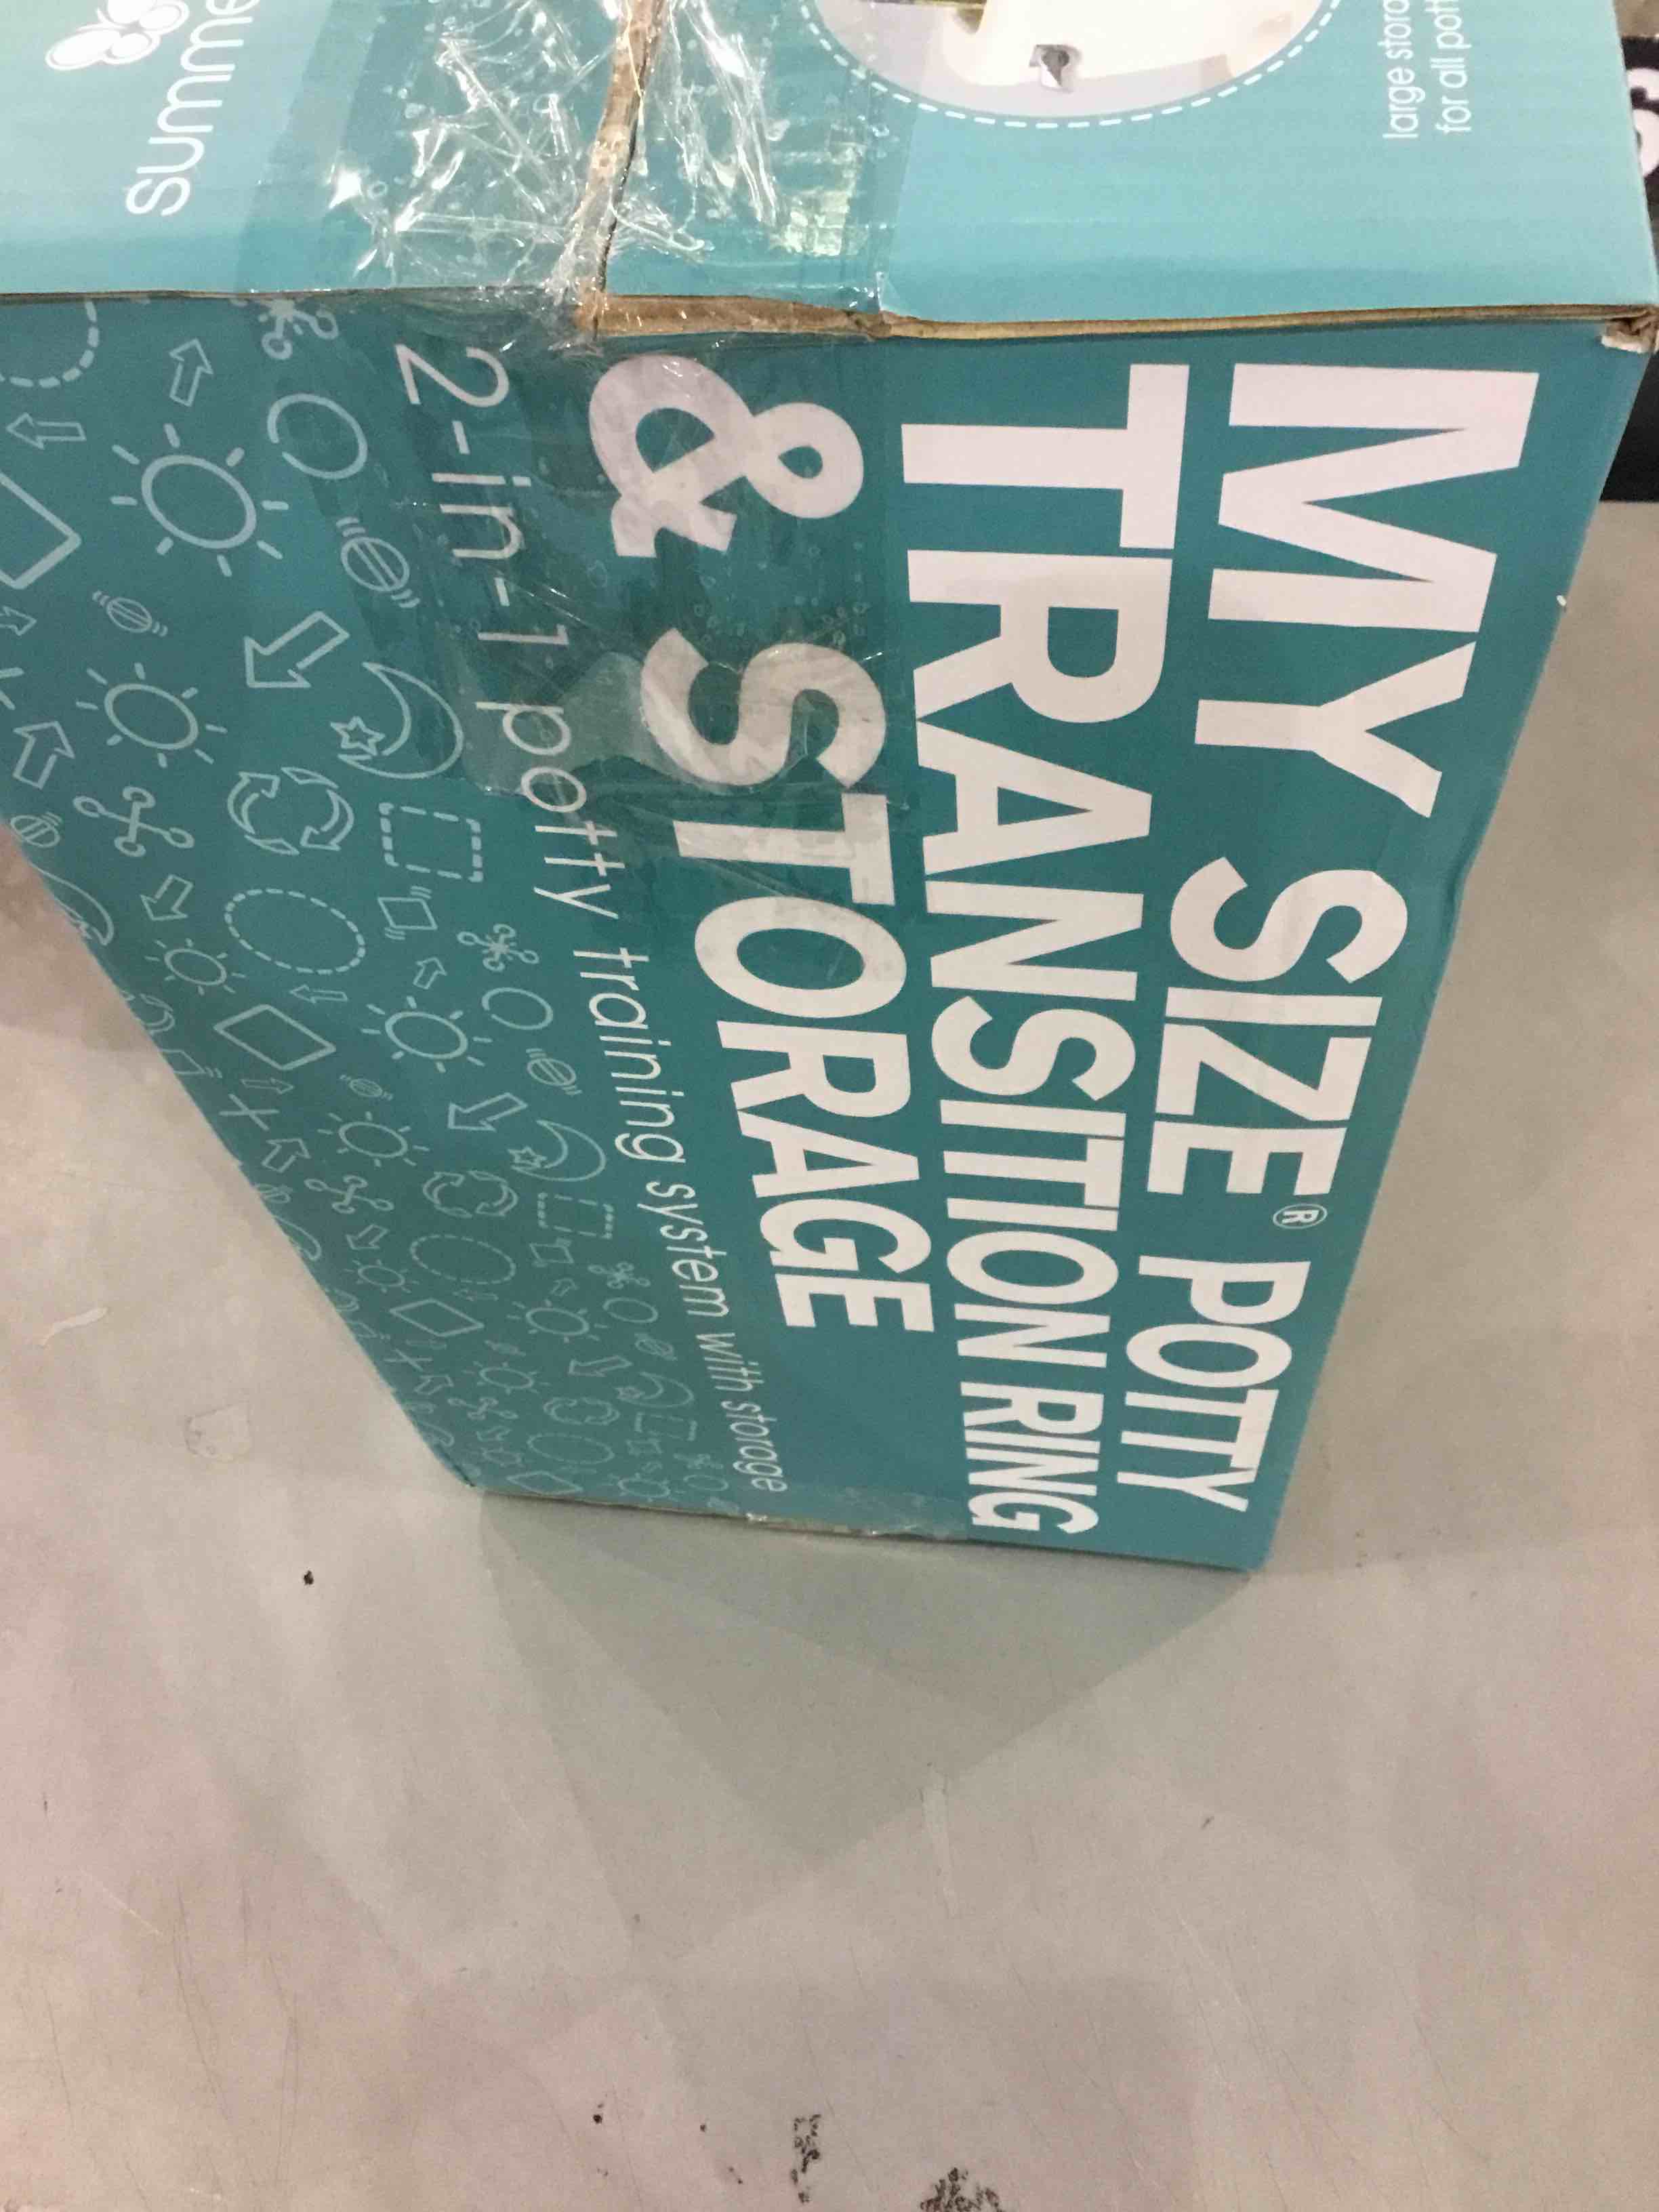 summe
large stora
for all pott
MY SIZE® POTTY
TRANSITION RING
& STORAGE
2-in-1 potty training system with storage